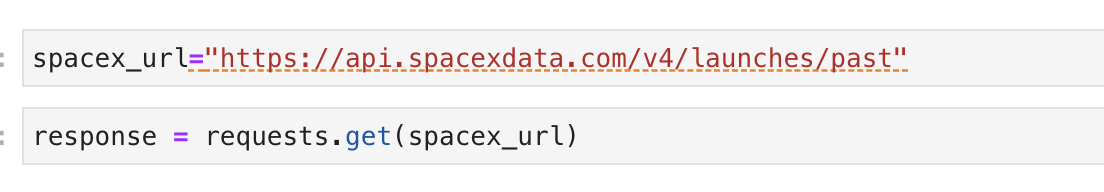 : spacex_url="https://api.spacexdata.com/v4/launches/past"
: response = requests.get(spacex_url)